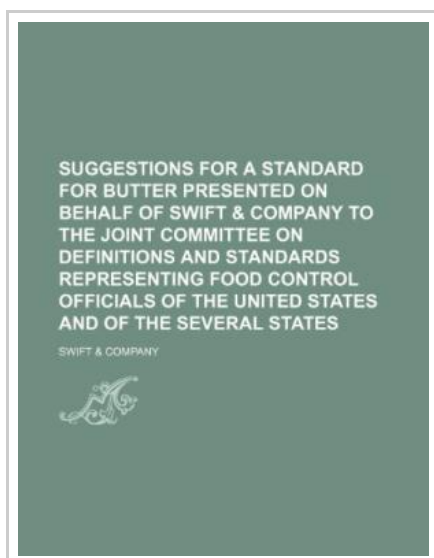 SUGGESTIONS FOR A STANDARD
FOR BUTTER PRESENTED ON
BEHALF OF SWIFT & COMPANY TO
THE JOINT COMMITTEE ON
DEFINITIONS AND STANDARDS
REPRESENTING FOOD CONTROL
OFFICIALS OF THE UNITED STATES
AND OF THE SEVERAL STATES
SWIFT & COMPANY